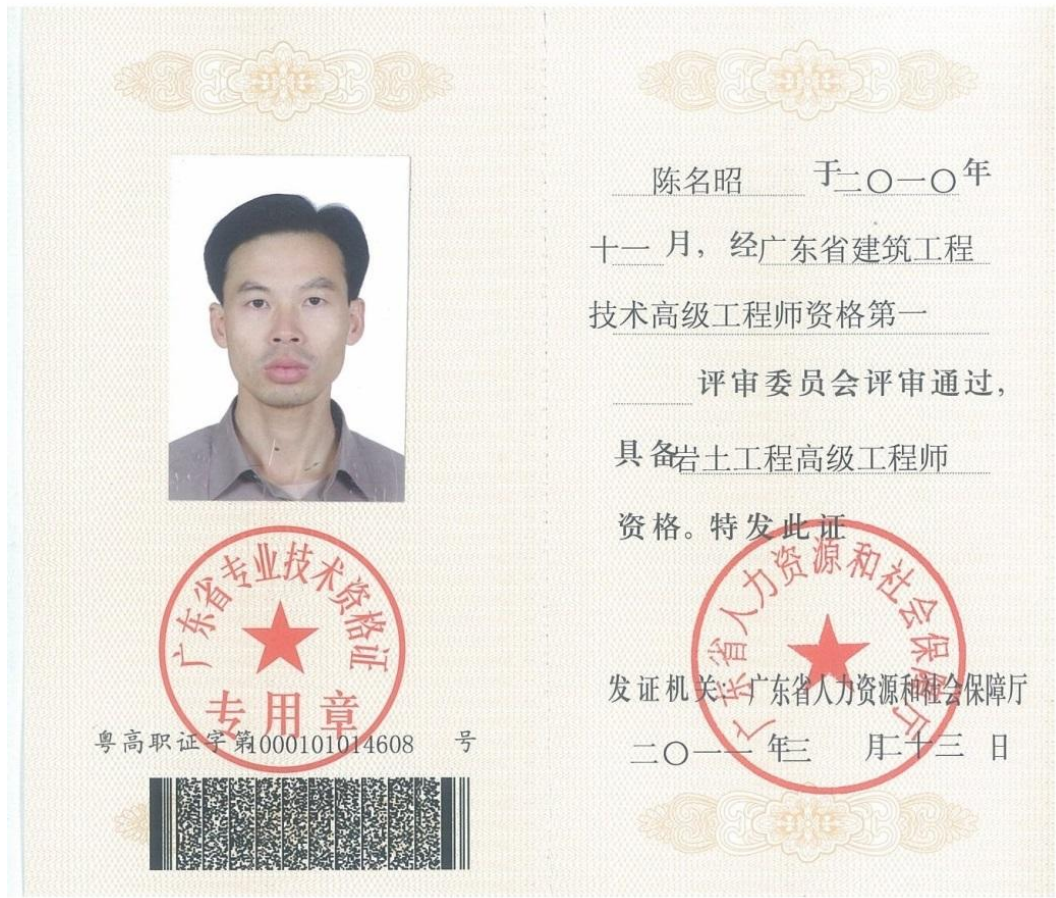 广东省专业技术资格证
专用章
粤高职证字第1000101014608号
陈名昭 于二〇一〇年
十一月，经广东省建筑工程
技术高级工程师资格第一
评审委员会评审通过，
具备岩土工程高级工程师
资格。特发此证
广东省人力资源和社会保障厅
发证机关：广东省人力资源和社会保障厅
二〇一一年三月二十三日